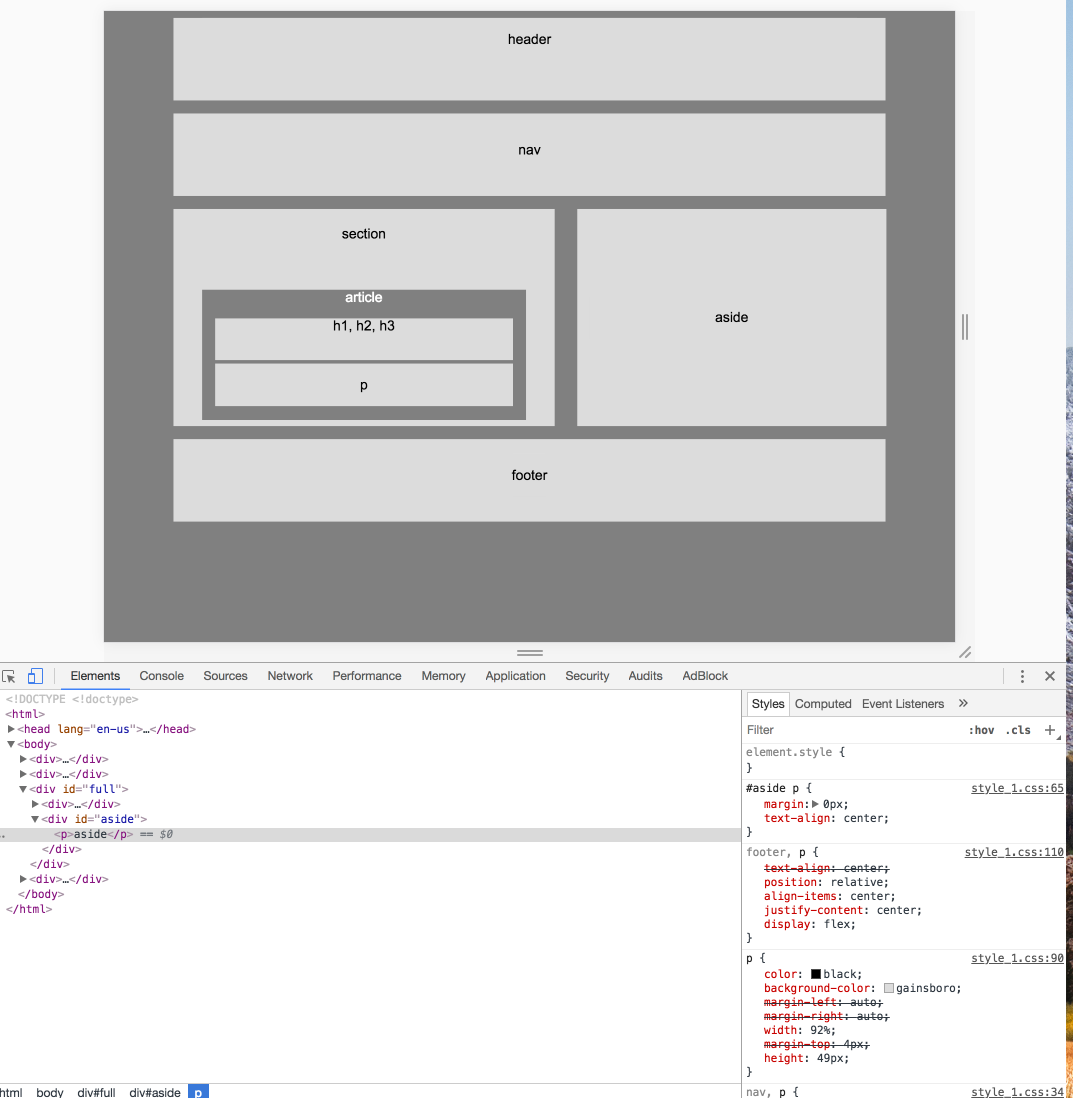 header
nav
section
article
h1, h2, h3
p
aside
footer
Elements Console Sources Network Performance Memory Application Security Audits AdBlock
<!DOCTYPE <!doctype>
<html>
<head lang="en-us">…</head>
<body>
<div>…</div>
<div>…</div>
<div id="full">
<div>…</div>
<div id="aside">
<p>aside</p> == $0
</div>
</div>
<div>…</div>
</body>
</html>
html body div#full div#aside p
Styles Computed Event Listeners »
Filter :hov .cls +
element.style {
}
#aside p { style_1.css:65
margin: 0px;
text-align: center;
}
footer, p { style_1.css:110
text-align: center;
position: relative;
align-items: center;
justify-content: center;
display: flex;
}
p { style_1.css:90
color: black;
background-color: gainsboro;
margin-left: auto;
margin-right: auto;
width: 92%;
margin-top: 4px;
height: 49px;
}
nav, p { style_1.css:34